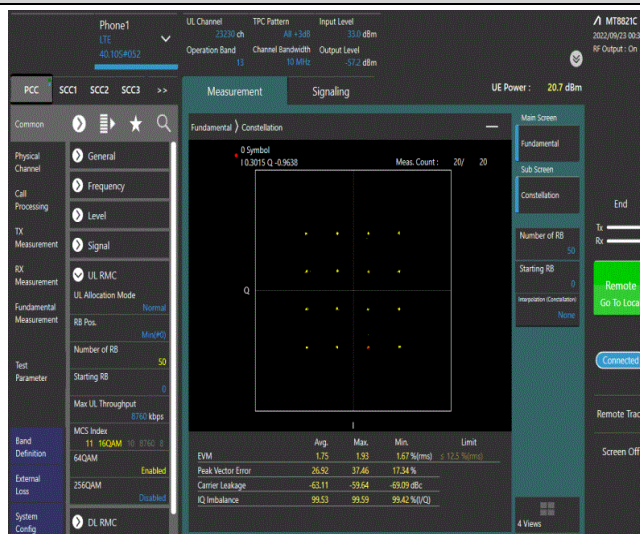 Phone1
LTE
40.10S#052
UL Channel
TPC Pattern
Input Level
23230 ch
All +3dB
33.0 dBm
Operation Band
Channel Bandwidth
Output Level
13
10 MHz
-57.2 dBm
MT8821C
2022/09/23 00:3
RF Output : On
PCC
SCC1
SCC2
SCC3
>>
Measurement
Signaling
UE Power : 20.7 dBm
Common
Physical
Channel
Call
Processing
TX
Measurement
RX
Measurement
Fundamental
Measurement
Test
Parameter
Band
Definition
External
Loss
System
Config
General
Frequency
Level
Signal
UL RMC
UL Allocation Mode
Normal
RB Pos.
Min(#0)
Number of RB
50
Starting RB
0
Max UL Throughput
8760 kbps
MCS Index
11 16QAM 10 8760 8
64QAM
Enabled
256QAM
Disabled
DL RMC
Fundamental
Constellation
0 Symbol
I 0.3015 Q -0.9638
Meas. Count : 20/ 20
Q
I
Avg. Max. Min. Limit
EVM 1.75 1.93 1.67 %(rms) ≤ 12.5 %(rms)
Peak Vector Error 26.92 37.46 17.34 %
Carrier Leakage -63.11 -59.64 -69.09 dBc
IQ Imbalance 99.53 99.59 99.42 %(I/Q)
Main Screen
Fundamental
Sub Screen
Constellation
Number of RB
50
Starting RB
0
Interpolation (Constellation)
None
4 Views
End
Tx
Rx
Remote
Go To Loca
Connected
Remote Trac
Screen Off